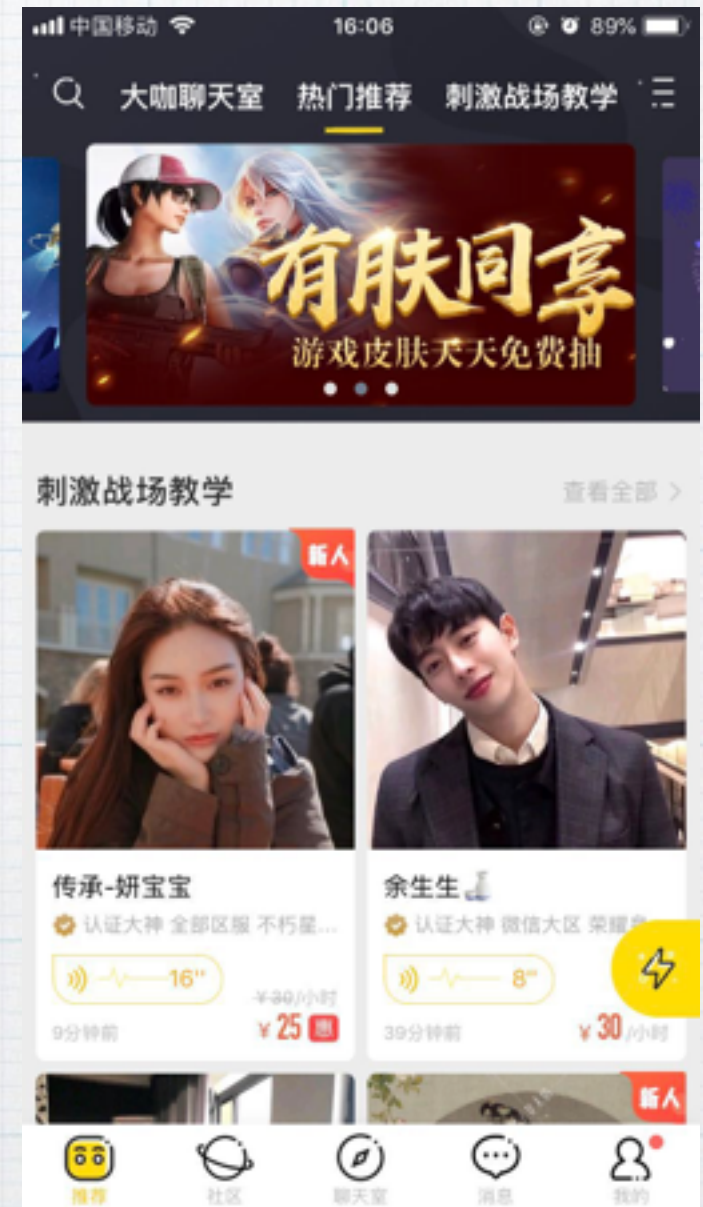 中国移动 16:06 89%
大咖聊天室 热门推荐 刺激战场教学
有肤同享
游戏皮肤天天免费抽
刺激战场教学 查看全部 >
新人
传承-妍宝宝
认证大神 全部区服 不朽星...
16"
¥30/小时
9分钟前 ¥25 惠
余生生
认证大神 微信大区 荣耀皇
8"
39分钟前 ¥30/小时
新人
推荐 社区 聊天室 消息 我的